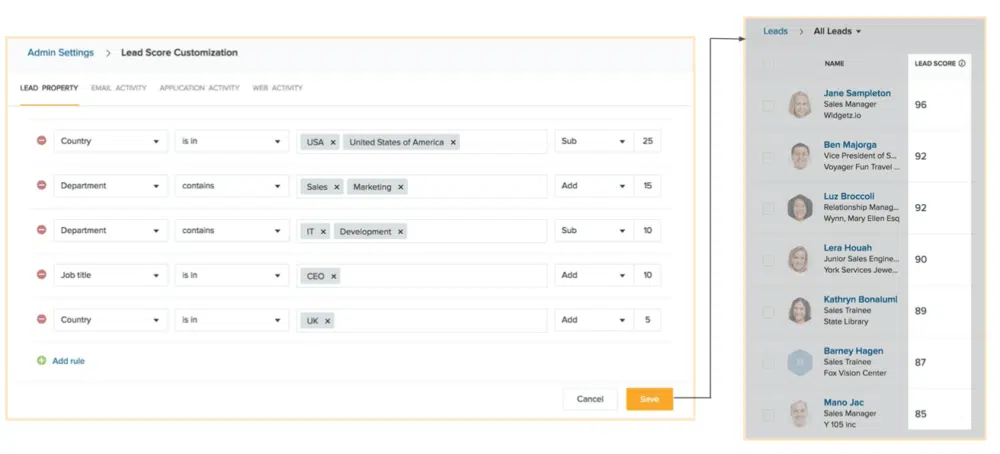 Admin Settings > Lead Score Customization
LEAD PROPERTY EMAIL ACTIVITY APPLICATION ACTIVITY WEB ACTIVITY
Country is in USA × United States of America × Sub 25
Department contains Sales × Marketing × Add 15
Department contains IT × Development × Sub 10
Job title is in CEO × Add 10
Country is in UK × Add 5
Add rule
Cancel Save
Leads > All Leads
NAME LEAD SCORE
Jane Sampleton
Sales Manager 96
Widgetz.io
Ben Majorga
Vice President of S... 92
Voyager Fun Travel ...
Luz Broccoli
Relationship Manag... 92
Wynn, Mary Ellen Esq
Lera Houah
Junior Sales Engine... 90
York Services Jewe...
Kathryn Bonalumi
Sales Trainee 89
State Library
Barney Hagen
Sales Trainee 87
Fox Vision Center
Mano Jac
Sales Manager 85
Y 105 inc